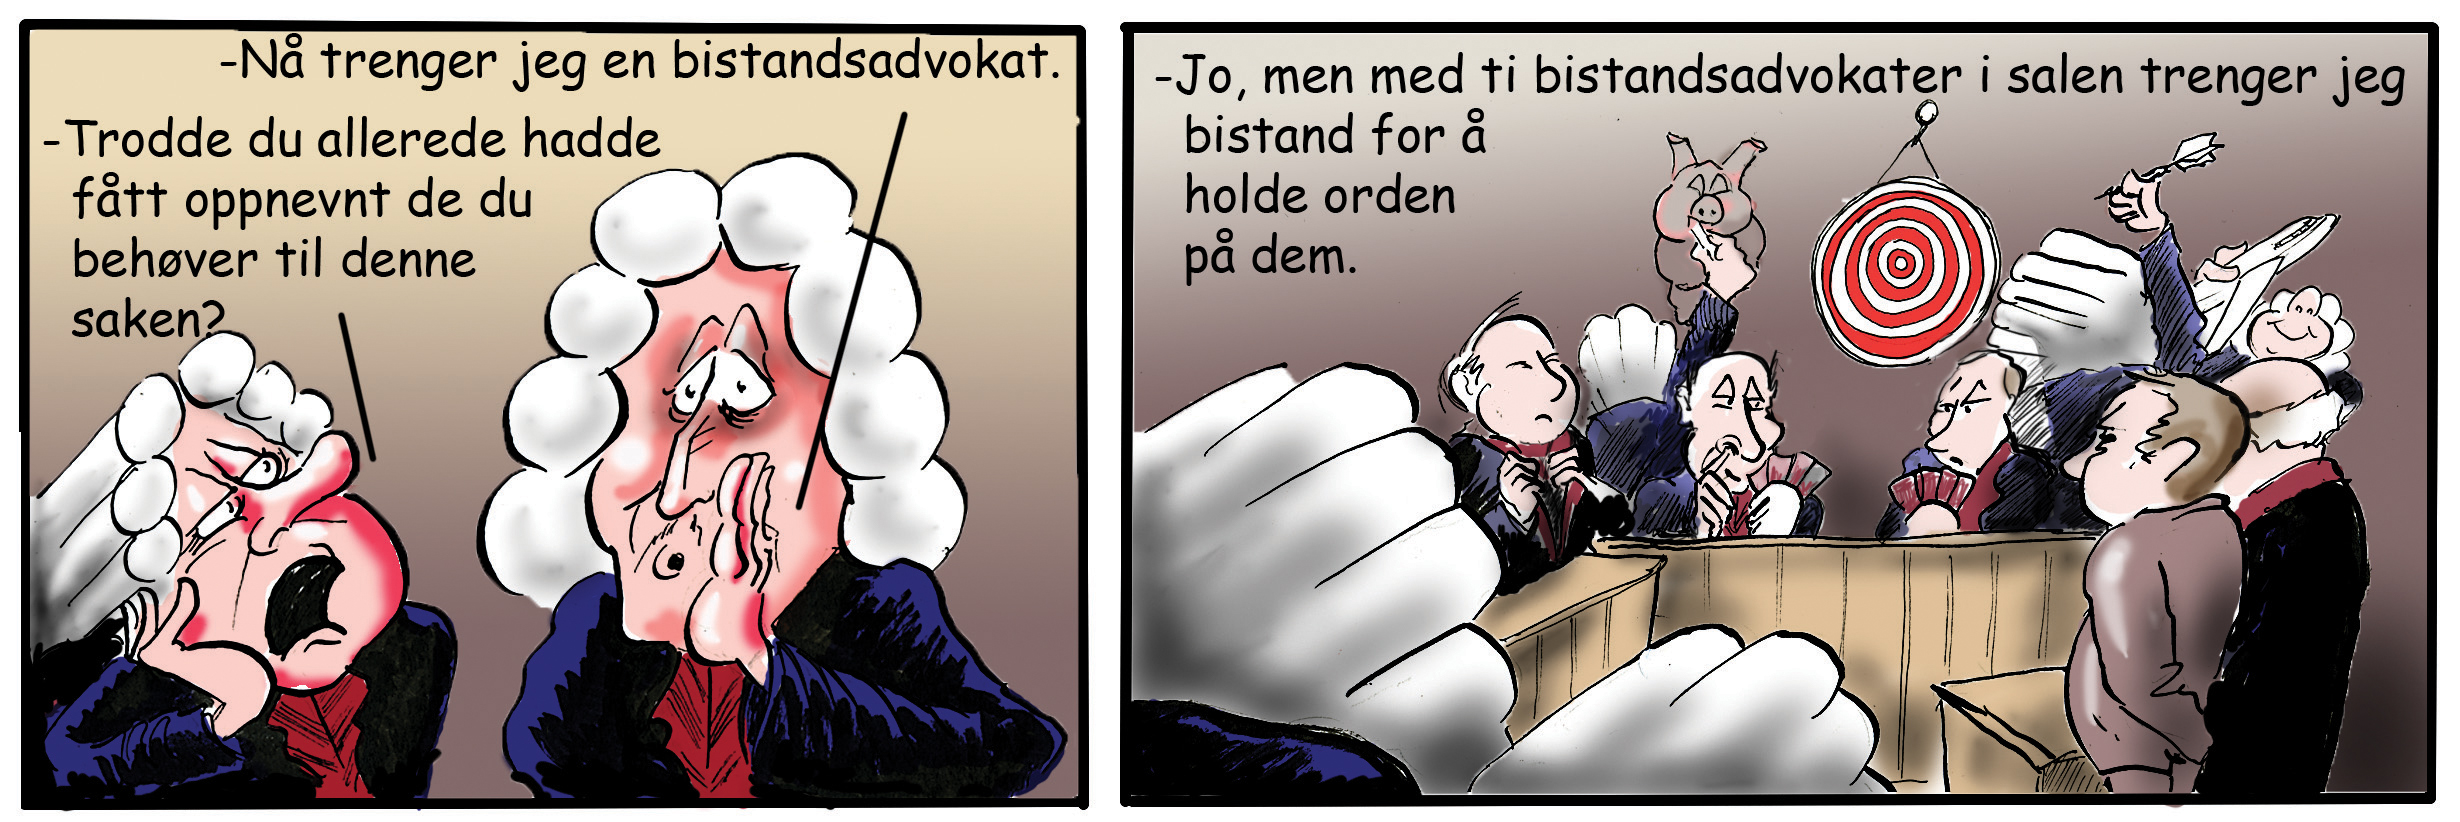 -Nå trenger jeg en bistandsadvokat.
-Trodde du allerede hadde
fått oppnevnt de du
behøver til denne
saken?
-Jo, men med ti bistandsadvokater i salen trenger jeg
bistand for å
holde orden
på dem.